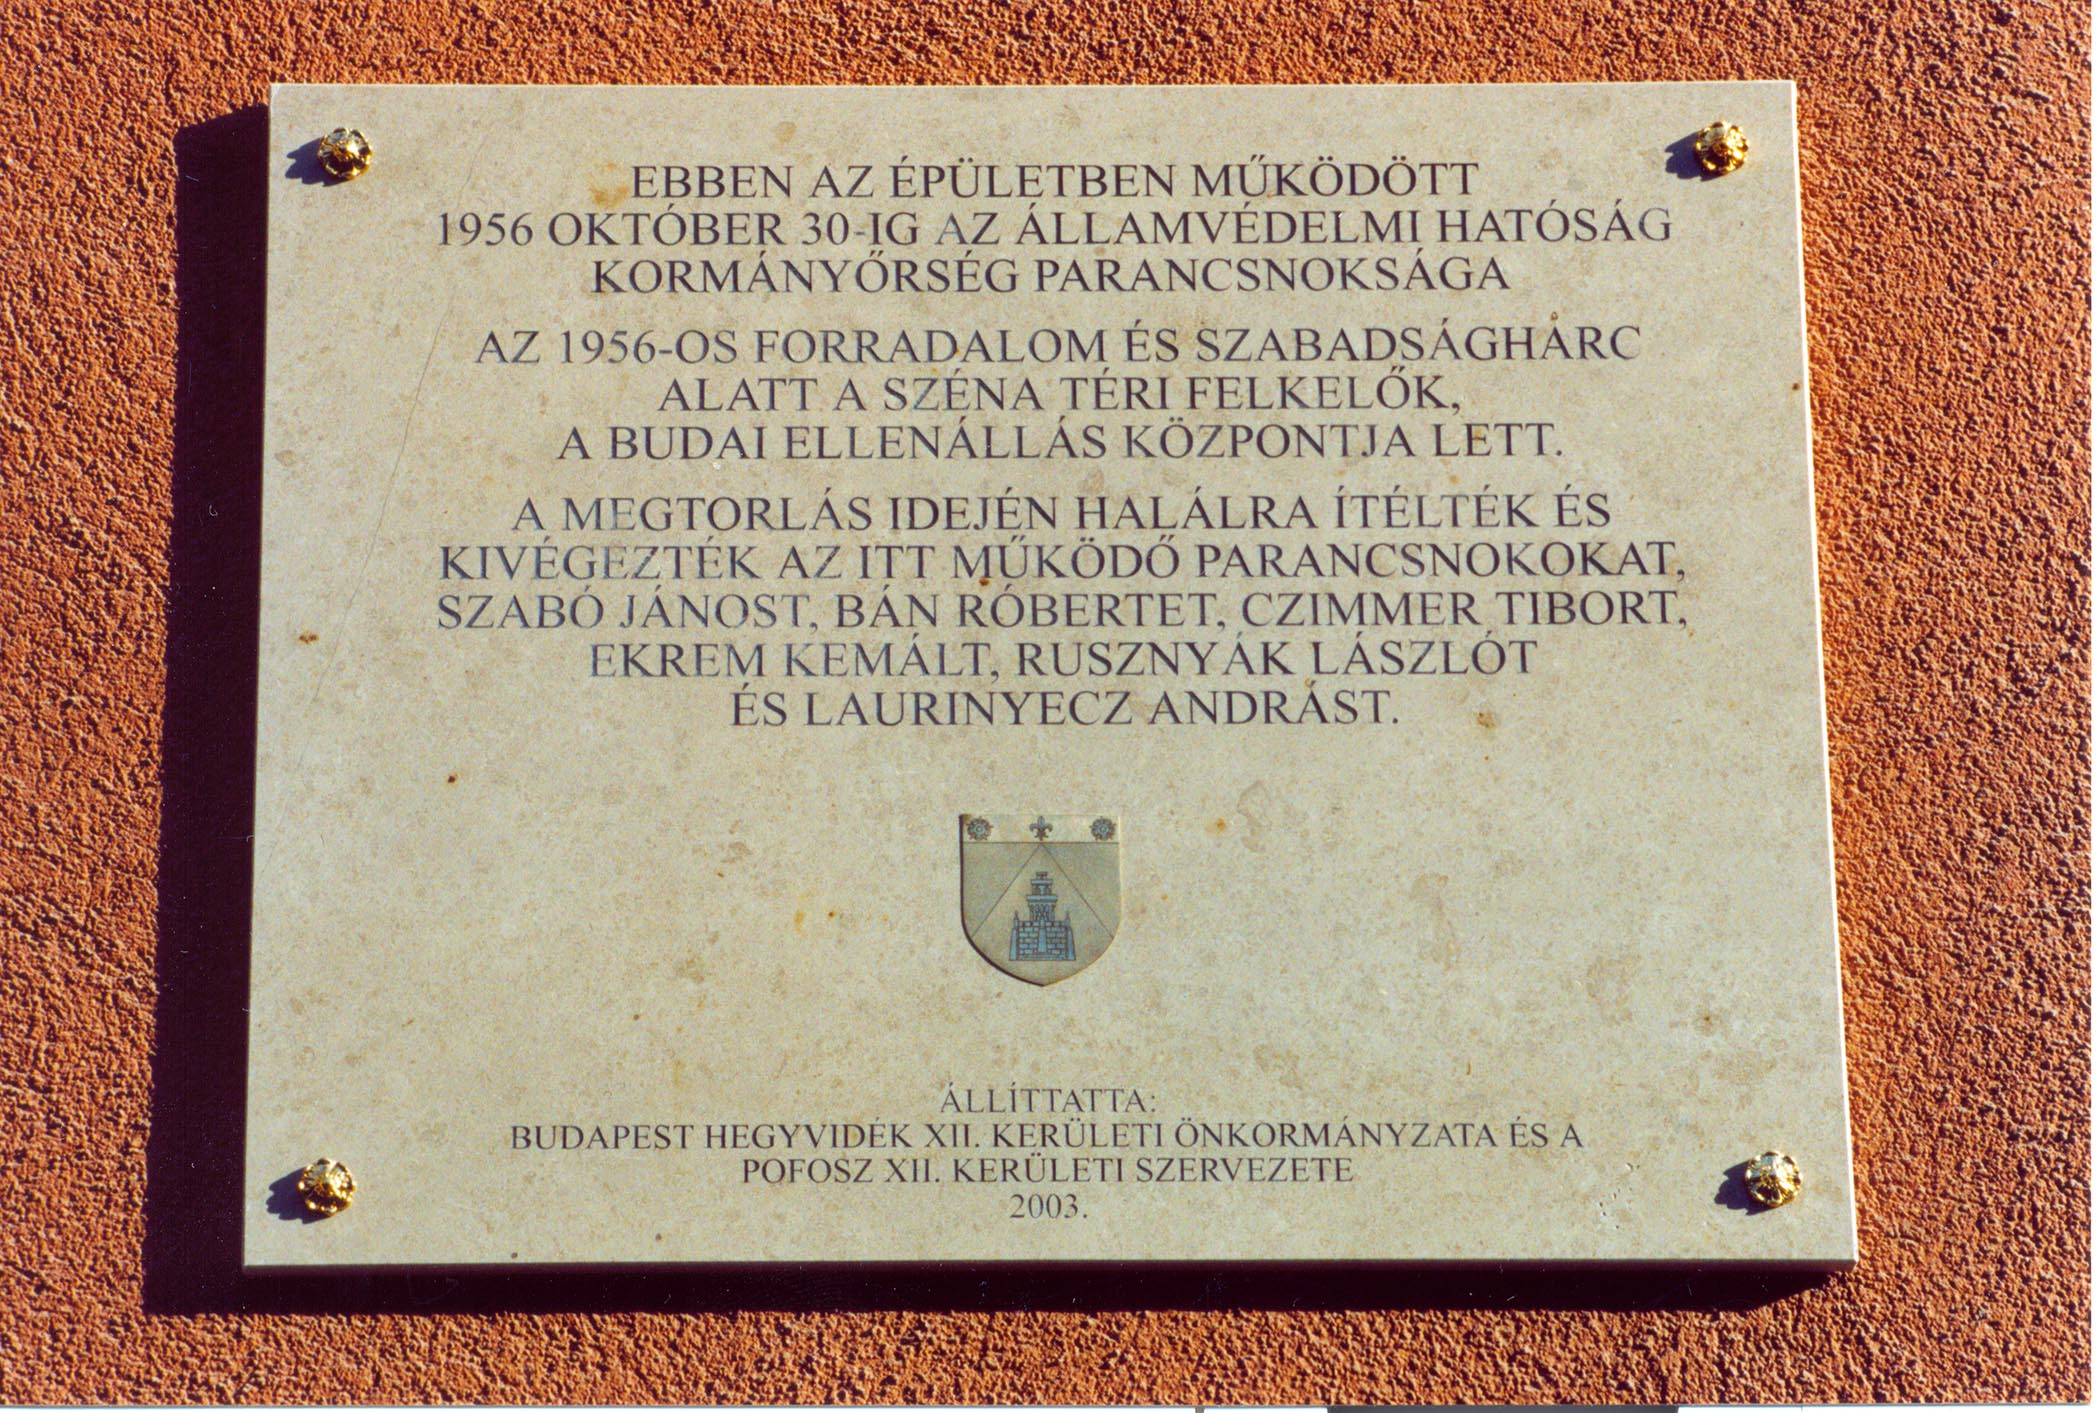 EBBEN AZ ÉPÜLETBEN MŰKÖDÖTT
1956 OKTÓBER 30-IG AZ ÁLLAMVÉDELMI HATÓSÁG
KORMÁNYŐRSÉG PARANCSNOKSÁGA
AZ 1956-OS FORRADALOM ÉS SZABADSÁGHARC
ALATT A SZÉNA TÉRI FELKELŐK,
A BUDAI ELLENÁLLÁS KÖZPONTJA LETT.
A MEGTORLÁS IDEJÉN HALÁLRA ÍTÉLTÉK ÉS
KIVÉGEZTÉK AZ ITT MŰKÖDŐ PARANCSNOKOKAT,
SZABÓ JÁNOST, BÁN RÓBERTET, CZIMMER TIBORT,
EKREM KEMÁLT, RUSZNYÁK LÁSZLÓT
ÉS LAURINYECZ ANDRÁST.
ÁLLÍTTATTA:
BUDAPEST HEGYVIDÉK XII. KERÜLETI ÖNKORMÁNYZATA ÉS A
POFOSZ XII. KERÜLETI SZERVEZETE
2003.